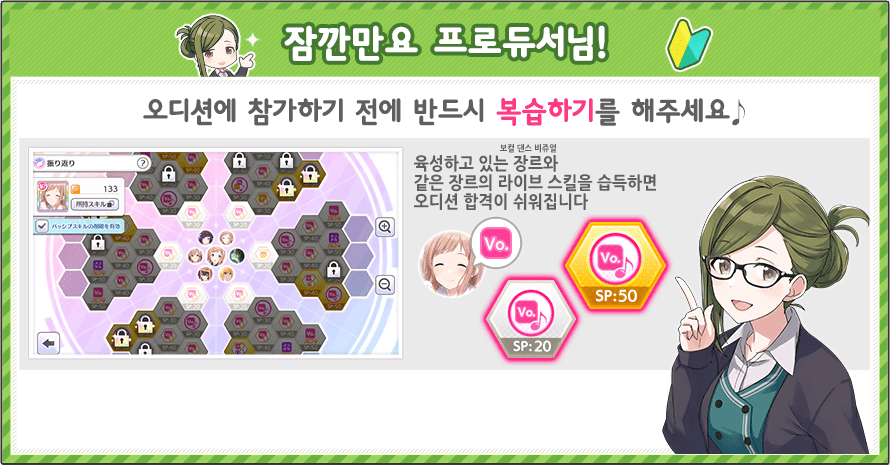 잠깐만요 프로듀서님!
오디션에 참가하기 전에 반드시 복습하기를 해주세요♪
振り返り
?
133
所持スキル
パッシブスキルの開放を有効
보컬 댄스 비쥬얼
육성하고 있는 장르와
같은 장르의 라이브 스킬을 습득하면
오디션 합격이 쉬워집니다
Vo.
Vo.
SP:50
Vo.
SP:20